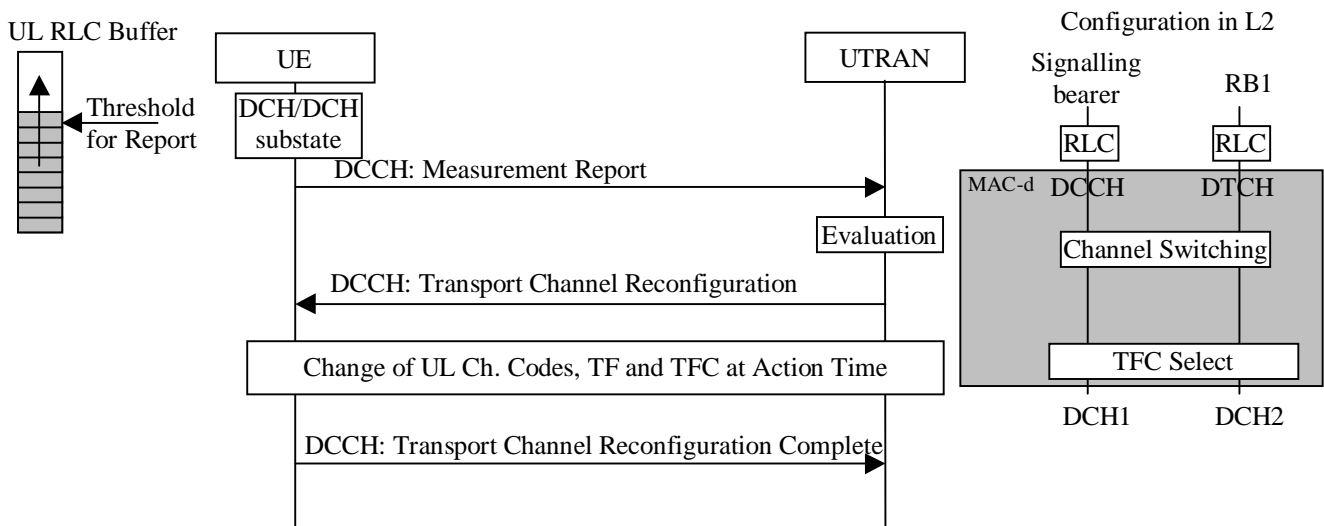 UL RLC Buffer
Threshold
for Report
UE
DCH/DCH
substate
UTRAN
DCCH: Measurement Report
Evaluation
DCCH: Transport Channel Reconfiguration
Change of UL Ch. Codes, TF and TFC at Action Time
DCCH: Transport Channel Reconfiguration Complete
Configuration in L2
Signalling
bearer
RB1
RLC
RLC
MAC-d
DCCH
DTCH
Channel Switching
TFC Select
DCH1
DCH2